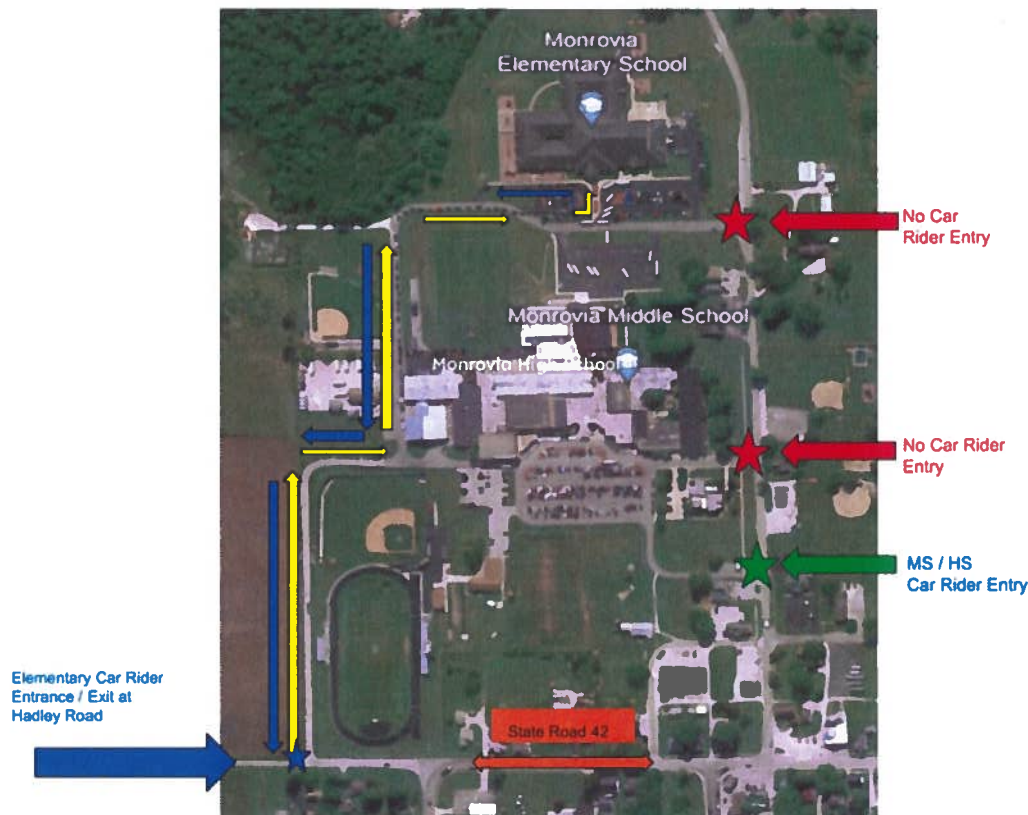 Monrovia
Elementary School
No Car
Rider Entry
Monrovia Middle School
Monrovia High School
No Car Rider
Entry
MS / HS
Car Rider Entry
Elementary Car Rider
Entrance / Exit at
Hadley Road
State Road 42